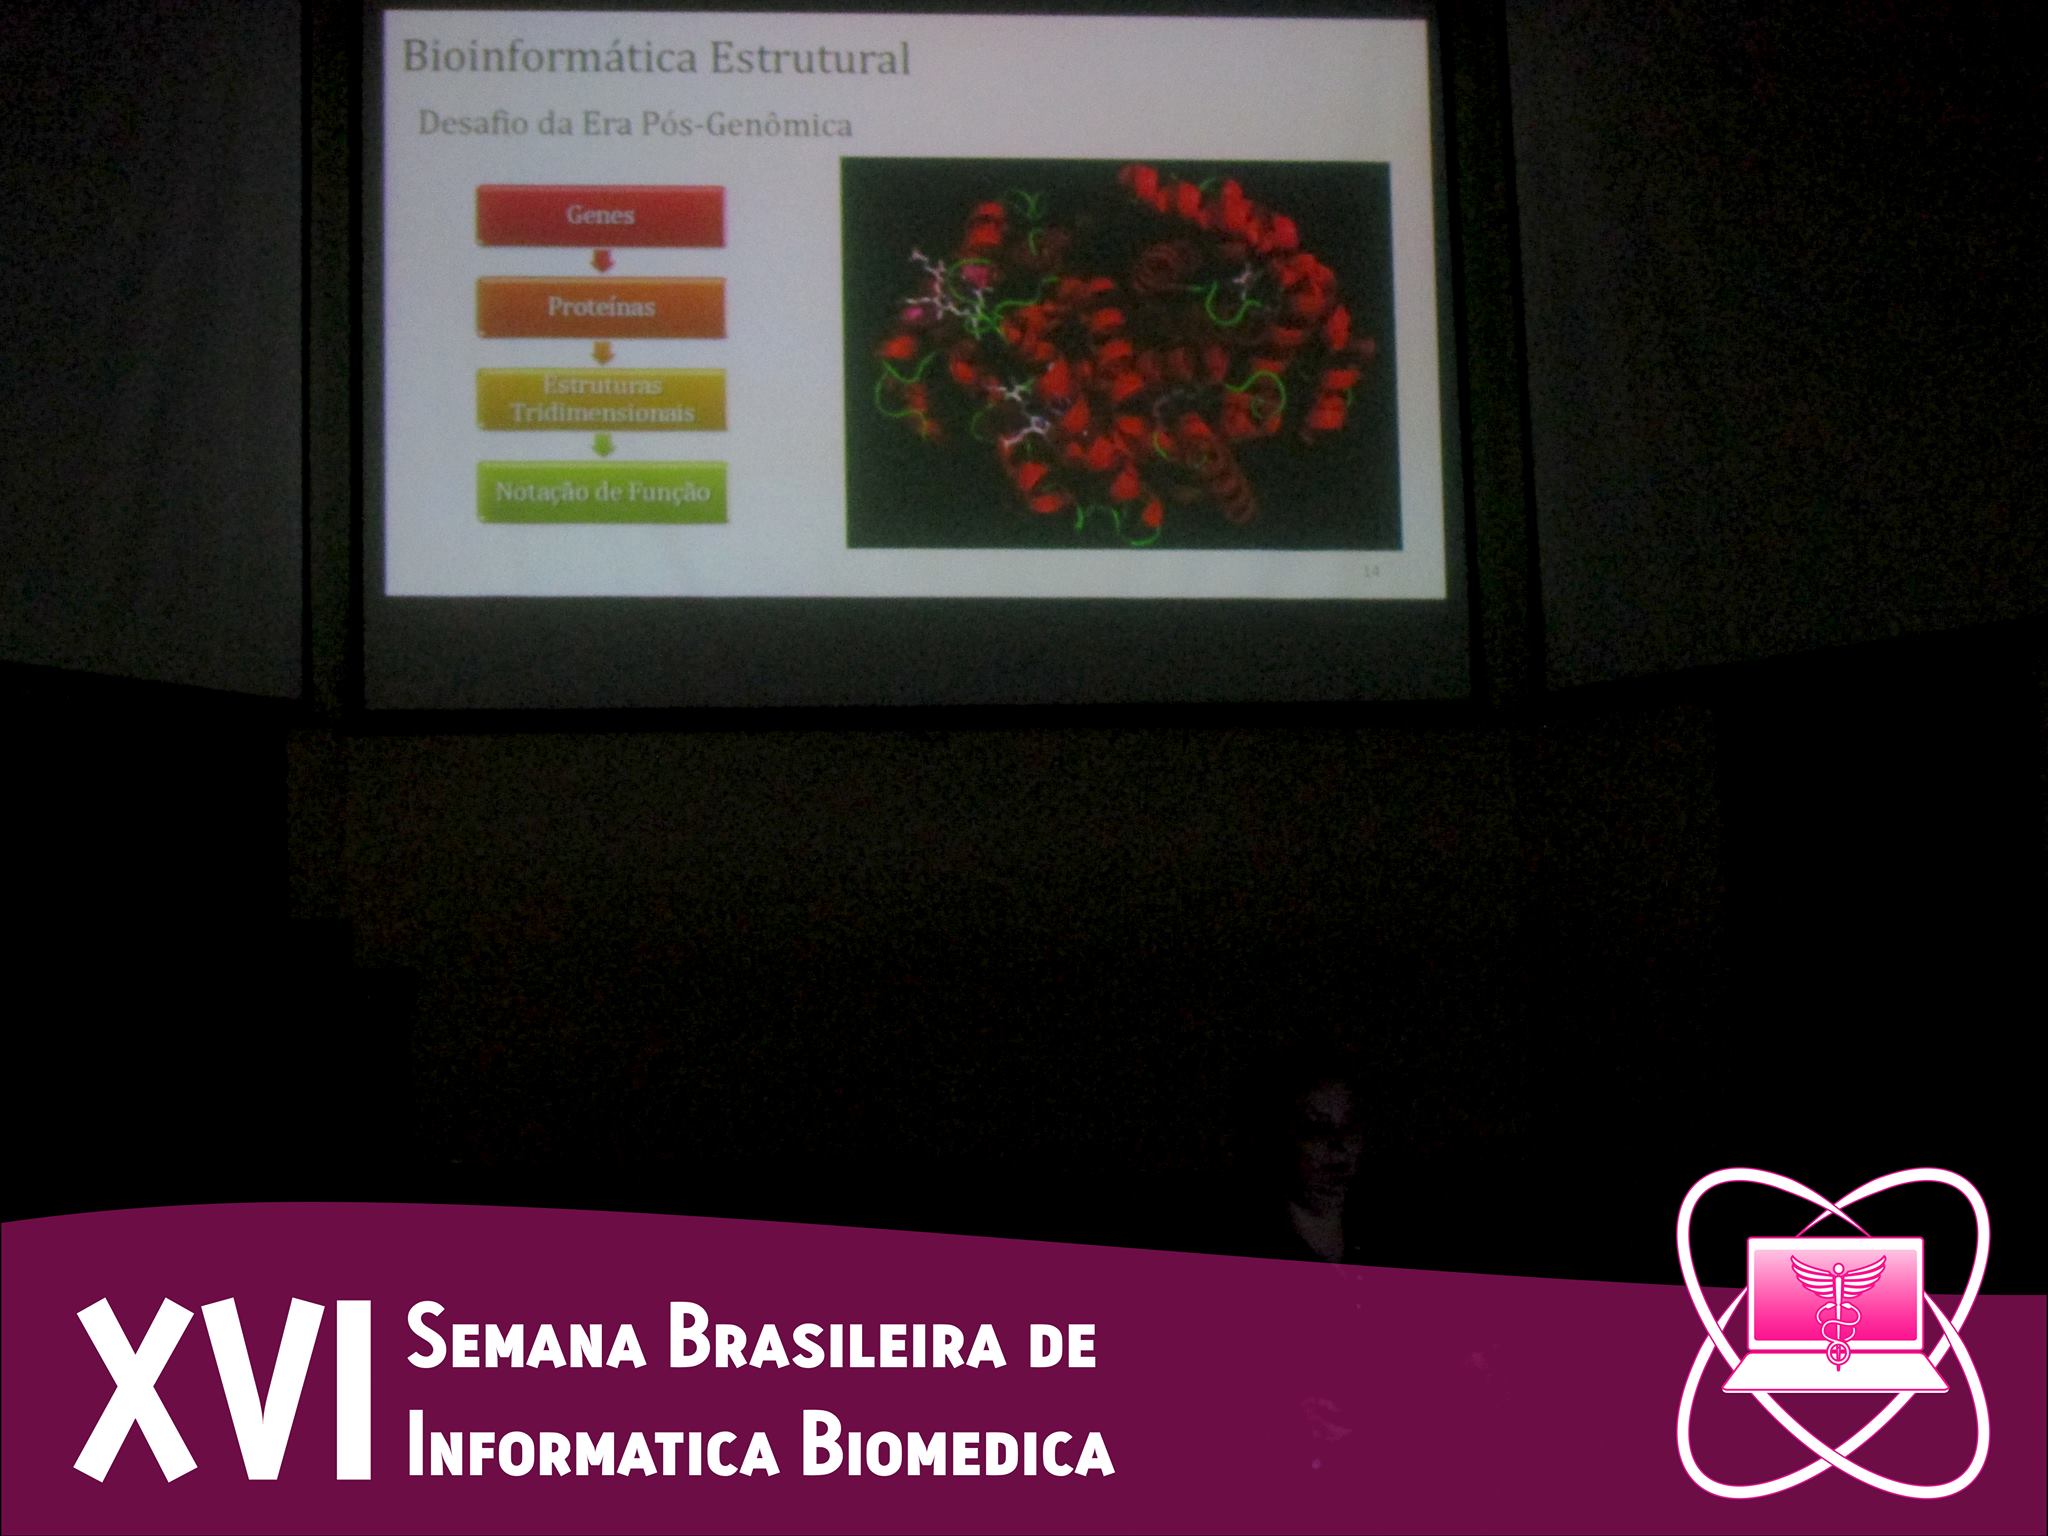 Bioinformática Estrutural
Desafio da Era Pós-Genômica
Genes
Proteínas
Estruturas
Tridimensionais
Notação de Função
14
XVI
Semana Brasileira de
Informatica Biomedica